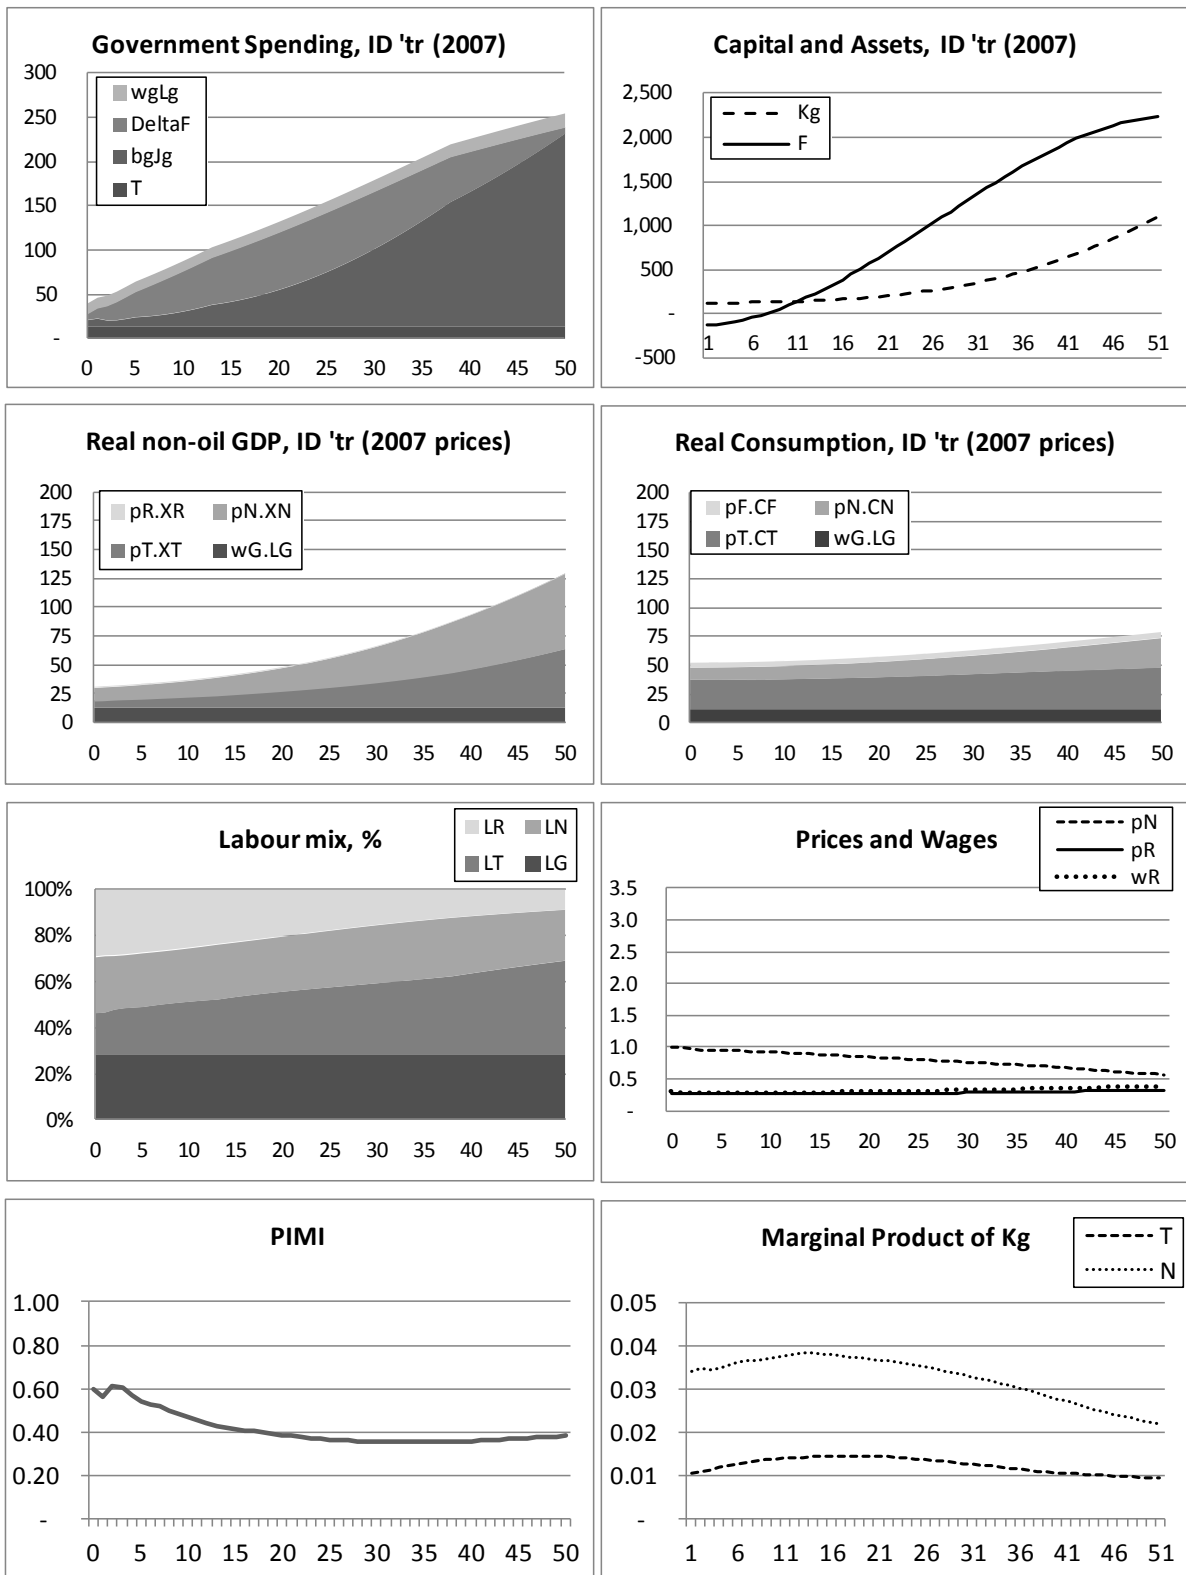 Government Spending, ID 'tr (2007)
300
250
200
150
100
50
-
wgLg
DeltaF
bgJg
T
0 5 10 15 20 25 30 35 40 45 50
Capital and Assets, ID 'tr (2007)
2,500
2,000
1,500
1,000
500
-
-500
Kg
F
1 6 11 16 21 26 31 36 41 46 51
Real non-oil GDP, ID 'tr (2007 prices)
200
175
150
125
100
75
50
25
0
pR.XR pN.XN
pT.XT wG.LG
0 5 10 15 20 25 30 35 40 45 50
Real Consumption, ID 'tr (2007 prices)
200
175
150
125
100
75
50
25
0
pF.CF pN.CN
pT.CT wG.LG
0 5 10 15 20 25 30 35 40 45 50
Labour mix, %
LR LN
LT LG
100%
80%
60%
40%
20%
0%
0 5 10 15 20 25 30 35 40 45 50
Prices and Wages
pN
pR
wR
3.5
3.0
2.5
2.0
1.5
1.0
0.5
-
0 5 10 15 20 25 30 35 40 45 50
PIMI
1.00
0.80
0.60
0.40
0.20
-
0 5 10 15 20 25 30 35 40 45 50
Marginal Product of Kg
T
N
0.05
0.04
0.03
0.02
0.01
-
1 6 11 16 21 26 31 36 41 46 51